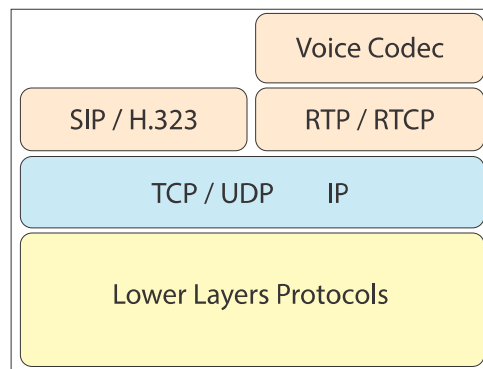 Voice Codec
SIP / H.323
RTP / RTCP
TCP / UDP IP
Lower Layers Protocols